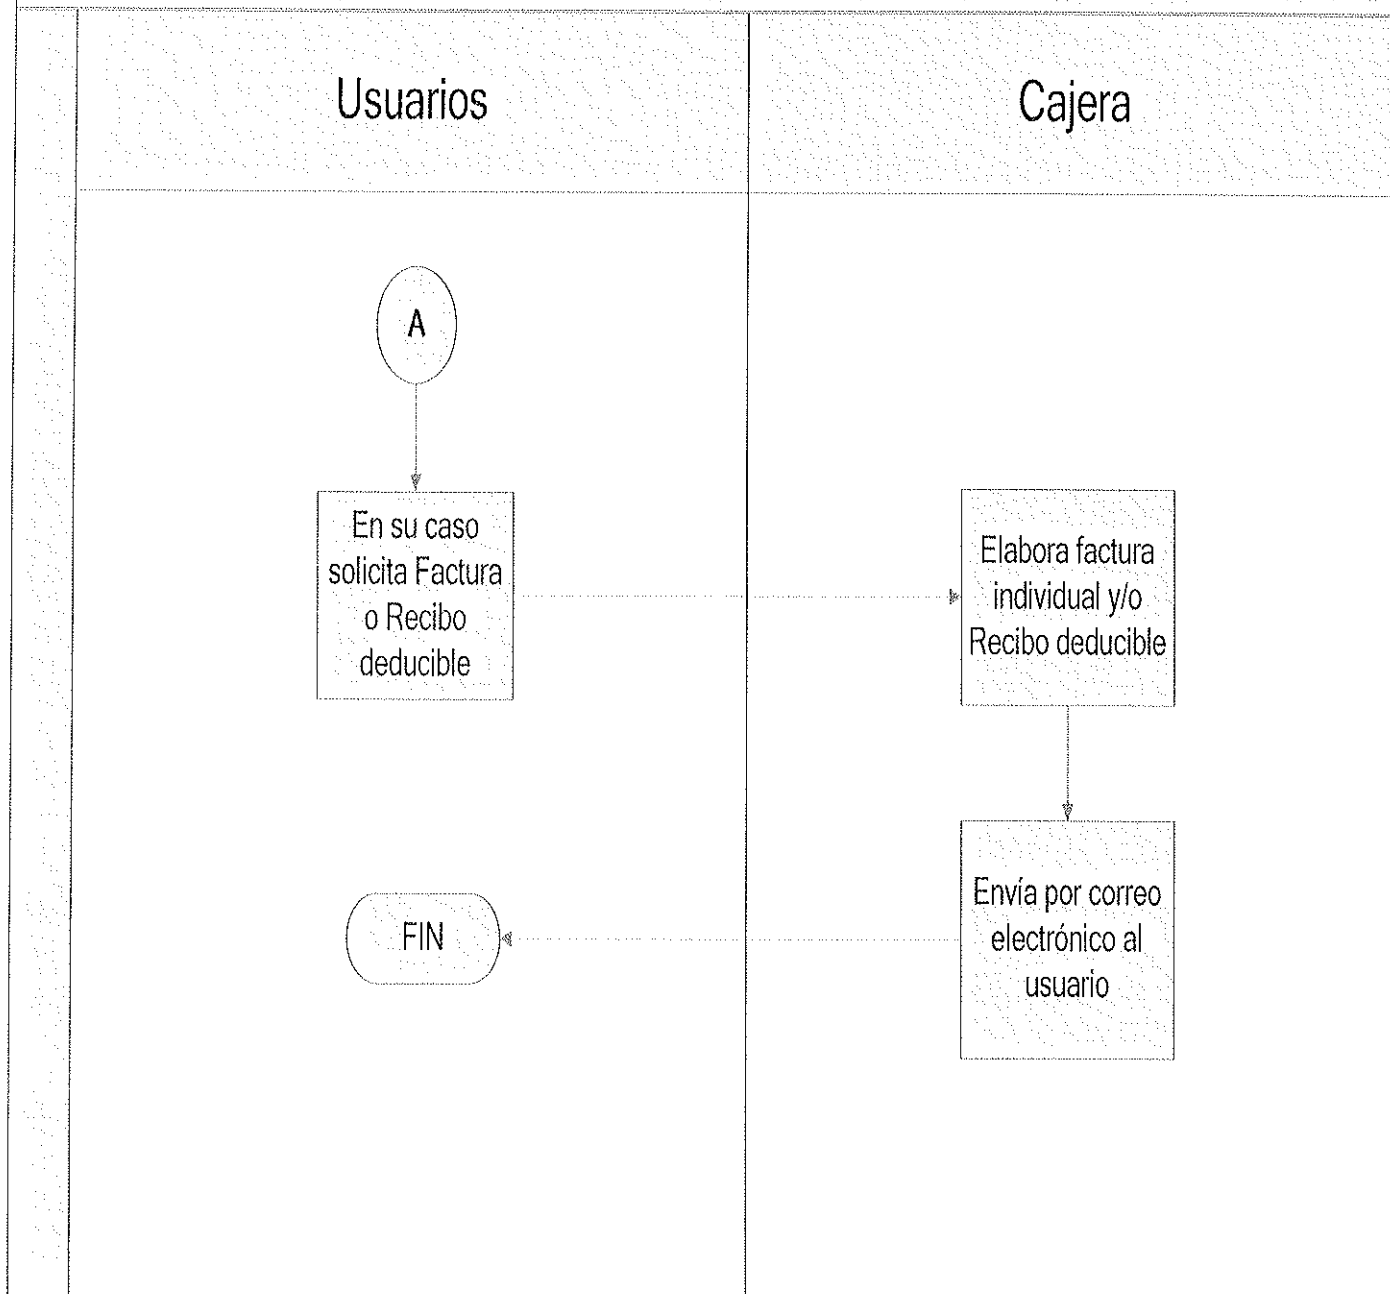 Usuarios
Cajera
A
En su caso
solicita Factura
o Recibo
deducible
Elabora factura
individual y/o
Recibo deducible
Envía por correo
electrónico al
usuario
FIN